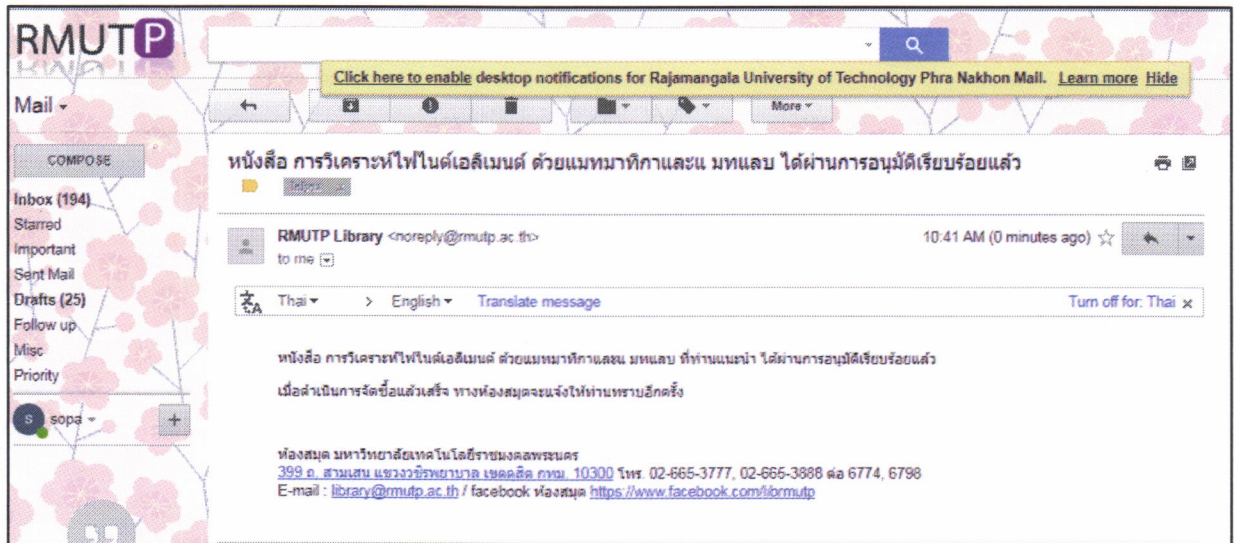 RMUTP
Click here to enable desktop notifications for Rajamangala University of Technology Phra Nakhon Mail. Learn more Hide
Mail
More
COMPOSE
หนังสือ การวิเคราะห์ไฟไนต์เอลิเมนต์ ด้วยแมทมาทิกาและแ มทแลบ ได้ผ่านการอนุมัติเรียบร้อยแล้ว
Inbox x
Inbox (194)
Starred
Important
Sent Mail
Drafts (25)
Follow up
Misc
Priority
S sopa +
RMUTP Library <noreply@rmutp.ac.th>
10:41 AM (0 minutes ago)
to me
Thai > English Translate message
Turn off for: Thai x
หนังสือ การวิเคราะห์ไฟไนต์เอลิเมนต์ ด้วยแมทมาทิกาและแ มทแลบ ที่ท่านแนะนำ ได้ผ่านการอนุมัติเรียบร้อยแล้ว
เมื่อดำเนินการจัดซื้อแล้วเสร็จ ทางห้องสมุดจะแจ้งให้ท่านทราบอีกครั้ง
ห้องสมุด มหาวิทยาลัยเทคโนโลยีราชมงคลพระนคร
399 ถ. สามเสน แขวงวชิรพยาบาล เขตดุสิต กทม. 10300 โทร. 02-665-3777, 02-665-3888 ต่อ 6774, 6798
E-mail : library@rmutp.ac.th / facebook ห้องสมุด https://www.facebook.com/librmutp